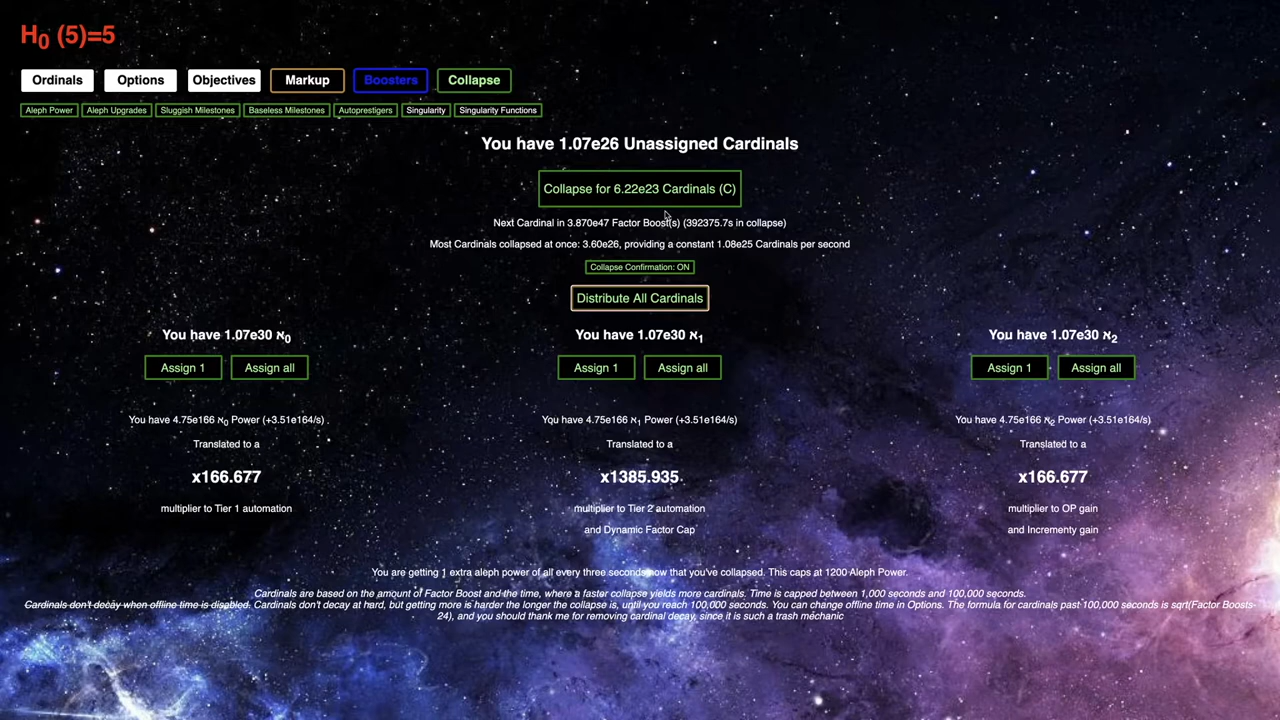 H₀ (5)=5
Ordinals Options Objectives Markup Boosters Collapse
Aleph Power Aleph Upgrades Sluggish Milestones Baseless Milestones Autoprestigers Singularity Singularity Functions
You have 1.07e26 Unassigned Cardinals
Collapse for 6.22e23 Cardinals (C)
Next Cardinal in 3.870e47 Factor Boost(s) (392375.7s in collapse)
Most Cardinals collapsed at once: 3.60e26, providing a constant 1.08e25 Cardinals per second
Collapse Confirmation: ON
Distribute All Cardinals
You have 1.07e30 ℵ₀ You have 1.07e30 ℵ₁ You have 1.07e30 ℵ₂
Assign 1 Assign all Assign 1 Assign all Assign 1 Assign all
You have 4.75e166 ℵ₀ Power (+3.51e164/s) You have 4.75e166 ℵ₁ Power (+3.51e164/s) You have 4.75e166 ℵ₂ Power (+3.51e164/s)
Translated to a Translated to a Translated to a
x166.677 x1385.935 x166.677
multiplier to Tier 1 automation multiplier to Tier 2 automation multiplier to OP gain
and Dynamic Factor Cap and Incrementy gain
You are getting 1 extra aleph power of all every three seconds now that you've collapsed. This caps at 1200 Aleph Power.
Cardinals are based on the amount of Factor Boost and the time, where a faster collapse yields more cardinals. Time is capped between 1,000 seconds and 100,000 seconds.
Cardinals don't decay when offline time is disabled. Cardinals don't decay at hard, but getting more is harder the longer the collapse is, until you reach 100,000 seconds. You can change offline time in Options. The formula for cardinals past 100,000 seconds is sqrt(Factor Boosts-
24), and you should thank me for removing cardinal decay, since it is such a trash mechanic